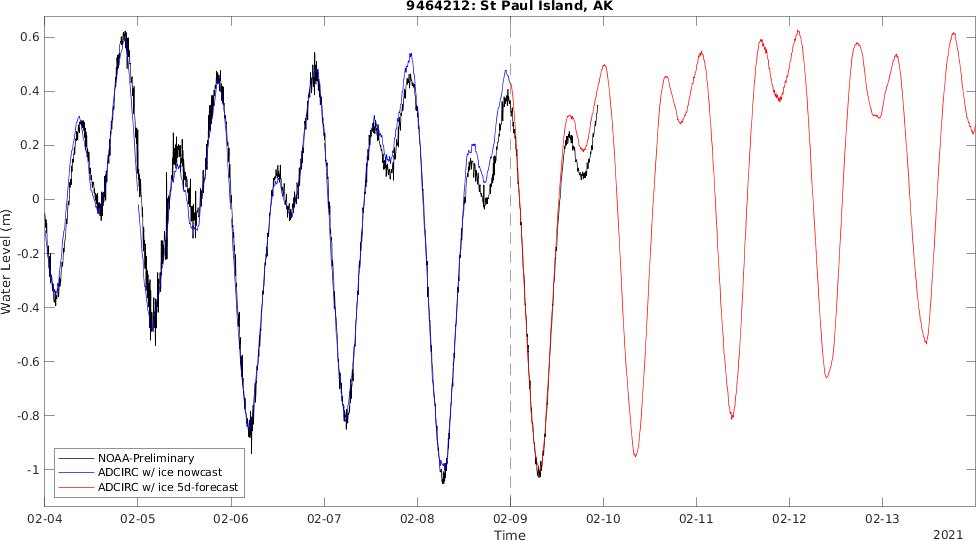 9464212: St Paul Island, AK
0.6
0.4
0.2
0
-0.2
-0.4
-0.6
-0.8
-1
Water Level (m)
NOAA-Preliminary
ADCIRC w/ ice nowcast
ADCIRC w/ ice 5d-forecast
02-04 02-05 02-06 02-07 02-08 02-09 02-10 02-11 02-12 02-13
Time
2021